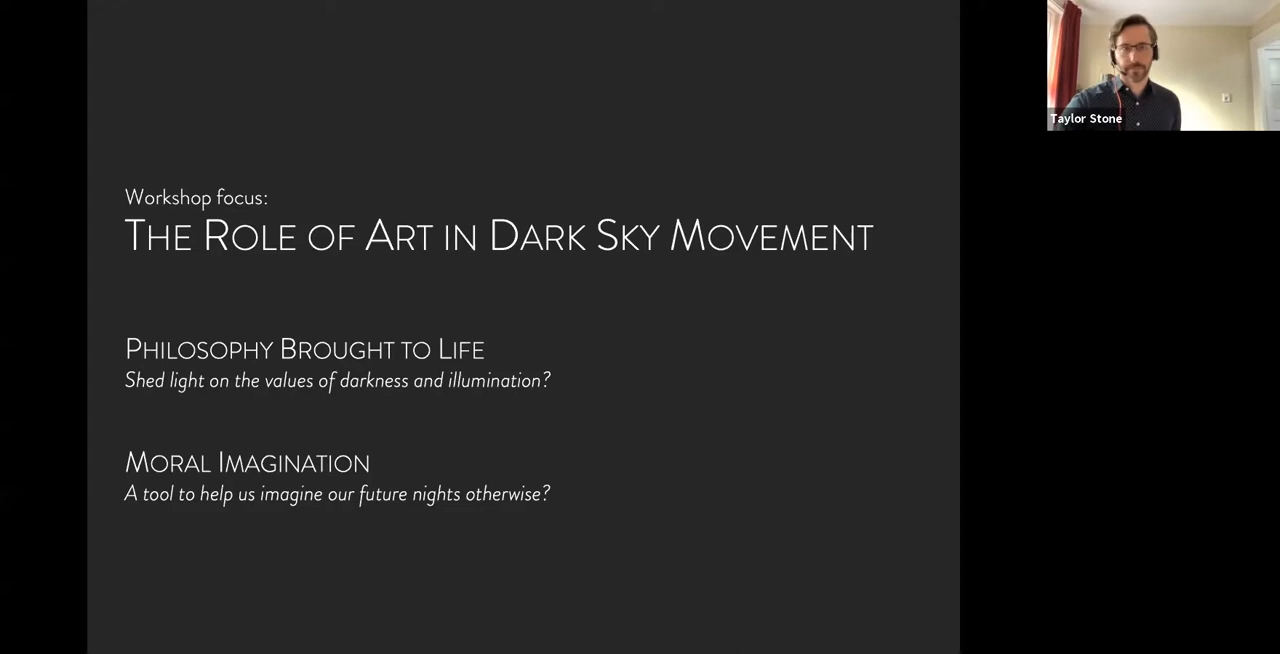 Workshop focus:
THE ROLE OF ART IN DARK SKY MOVEMENT
PHILOSOPHY BROUGHT TO LIFE
Shed light on the values of darkness and illumination?
MORAL IMAGINATION
A tool to help us imagine our future nights otherwise?
Taylor Stone